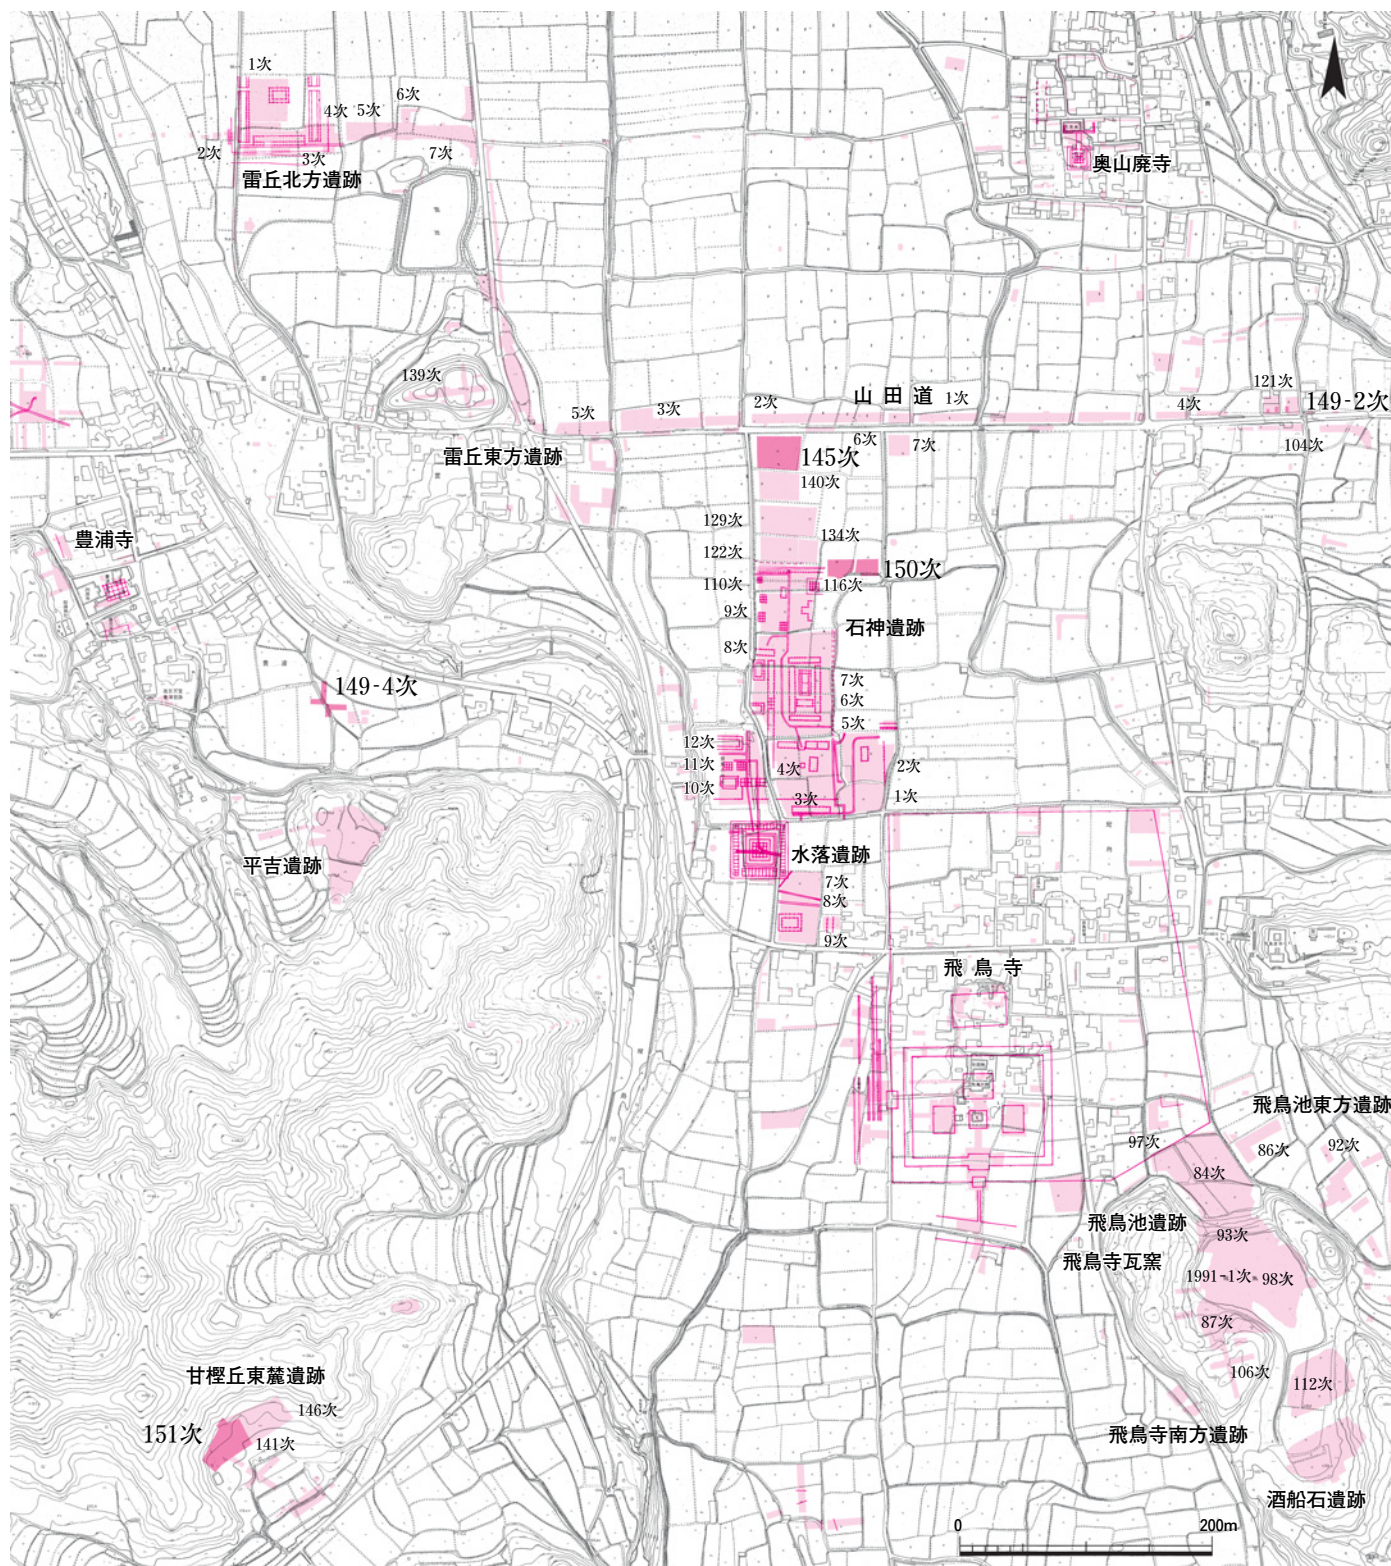 1次
6次
4次 5次
2次
3次
7次
雷丘北方遺跡
奥山廃寺
139次
121次
山田道 1次
2次
3次
5次
4次
149-2次
6次
7次
104次
雷丘東方遺跡
145次
140次
129次
134次
122次
豊浦寺
150次
110次
116次
9次
石神遺跡
8次
7次
149-4次
6次
5次
12次
11次
4次
2次
10次
3次
1次
水落遺跡
平吉遺跡
7次
8次
9次
飛鳥寺
飛鳥池東方遺跡
97次
86次
92次
84次
飛鳥池遺跡
93次
飛鳥寺瓦窯
1991-1次
98次
87次
甘樫丘東麓遺跡
106次
112次
146次
151次
141次
飛鳥寺南方遺跡
酒船石遺跡
0
200m